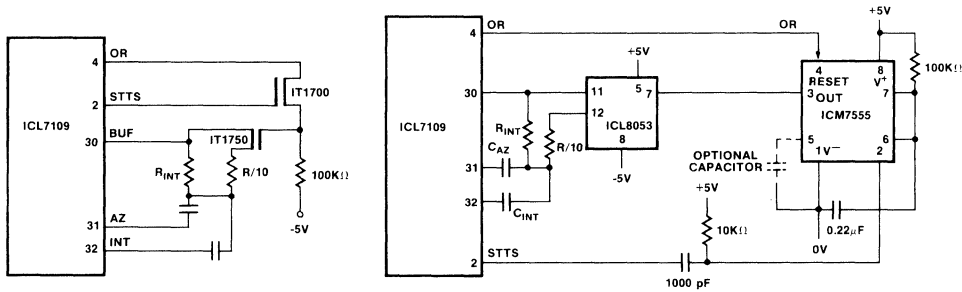 ICL7109
4
OR
IT1700
2
STTS
30
BUF
IT1750
RINT
R/10
100KΩ
-5V
31
AZ
32
INT
ICL7109
4
OR
+5V
30
11
5
7
12
ICL8053
8
+5V
-5V
RINT
R/10
CAZ
31
32
CINT
4
RESET
8
V+
3
OUT
7
ICM7555
5
6
1
V−
2
100KΩ
OPTIONAL
CAPACITOR
0.22μF
0V
+5V
10KΩ
2
STTS
1000 pF